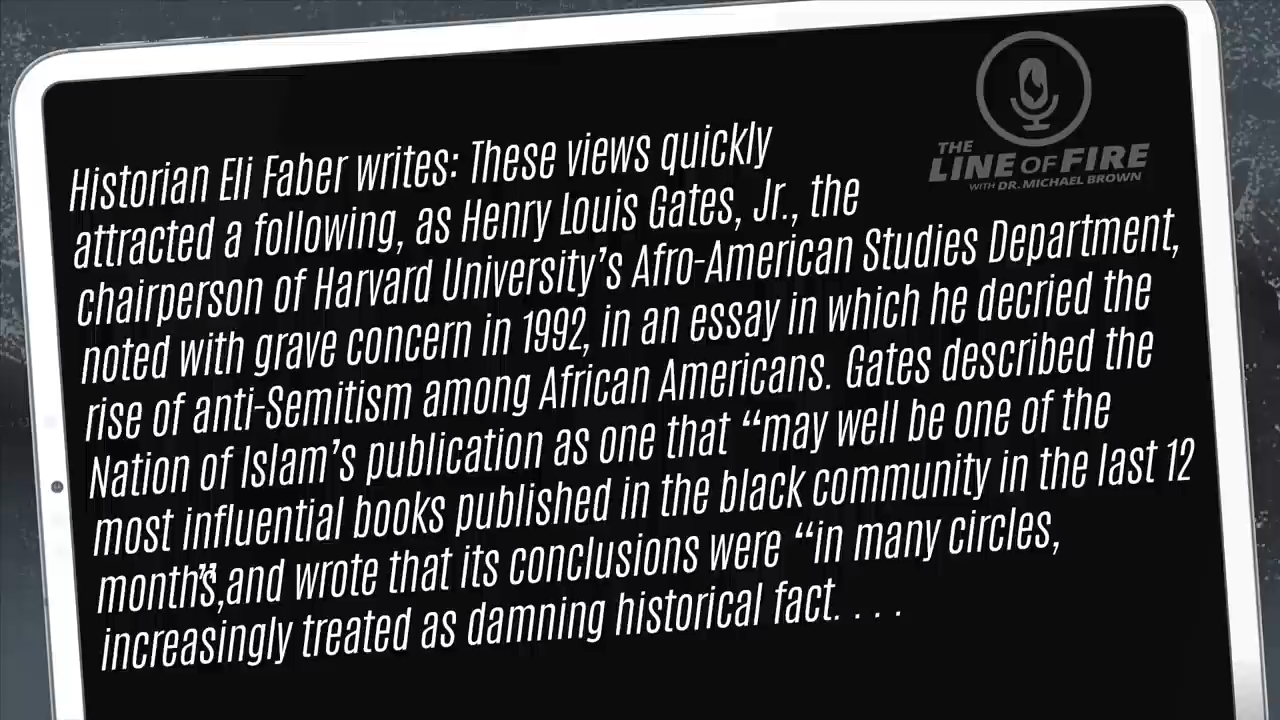 THE
LINE OF FIRE
WITH DR. MICHAEL BROWN
Historian Eli Faber writes: These views quickly
attracted a following, as Henry Louis Gates, Jr., the
chairperson of Harvard University’s Afro-American Studies Department,
noted with grave concern in 1992, in an essay in which he decried the
rise of anti-Semitism among African Americans. Gates described the
Nation of Islam’s publication as one that “may well be one of the
most influential books published in the black community in the last 12
months”,and wrote that its conclusions were “in many circles,
increasingly treated as damning historical fact. . . .